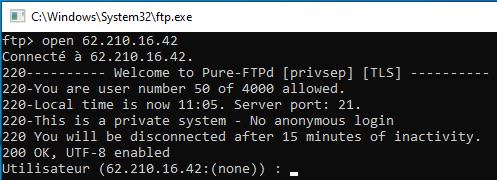 C:\Windows\System32\ftp.exe
ftp> open 62.210.16.42
Connecté à 62.210.16.42.
220---------- Welcome to Pure-FTPd [privsep] [TLS] ----------
220-You are user number 50 of 4000 allowed.
220-Local time is now 11:05. Server port: 21.
220-This is a private system - No anonymous login
220 You will be disconnected after 15 minutes of inactivity.
200 OK, UTF-8 enabled
Utilisateur (62.210.16.42:(none)) :